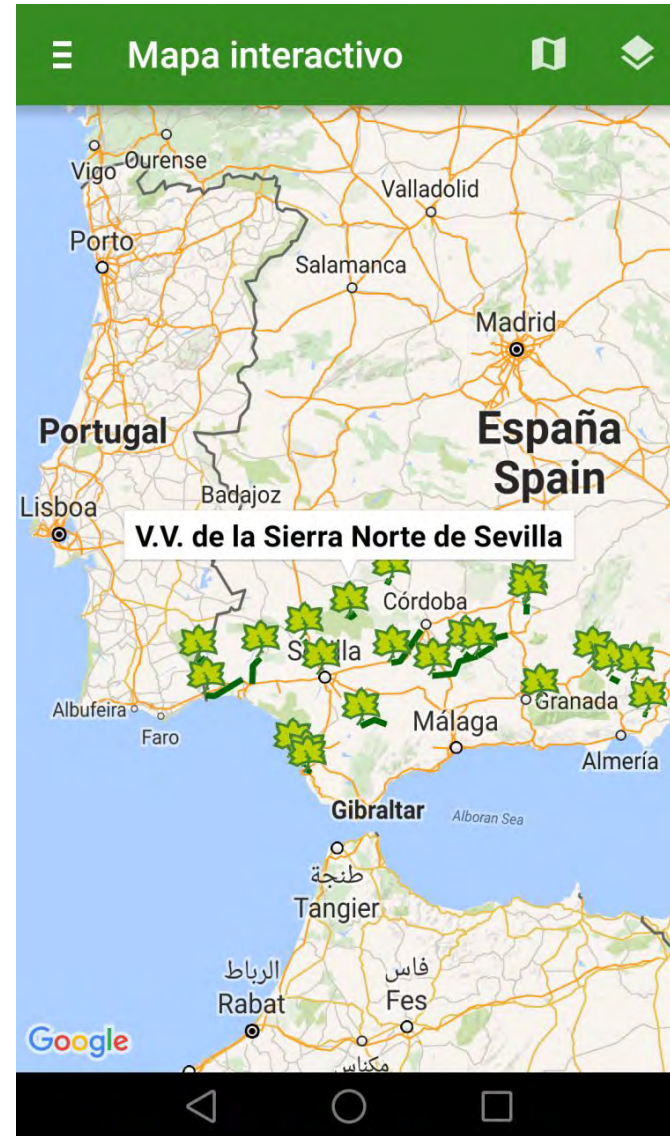 Mapa interactivo
Vigo
Ourense
Valladolid
Porto
Salamanca
Madrid
Portugal
España
Spain
Badajoz
Lisboa
V.V. de la Sierra Norte de Sevilla
Córdoba
Albufeira
Faro
Málaga
Granada
Almería
Gibraltar
Alboran Sea
طنجة
Tangier
الرباط
Rabat
فاس
Fes
Google
مكناس